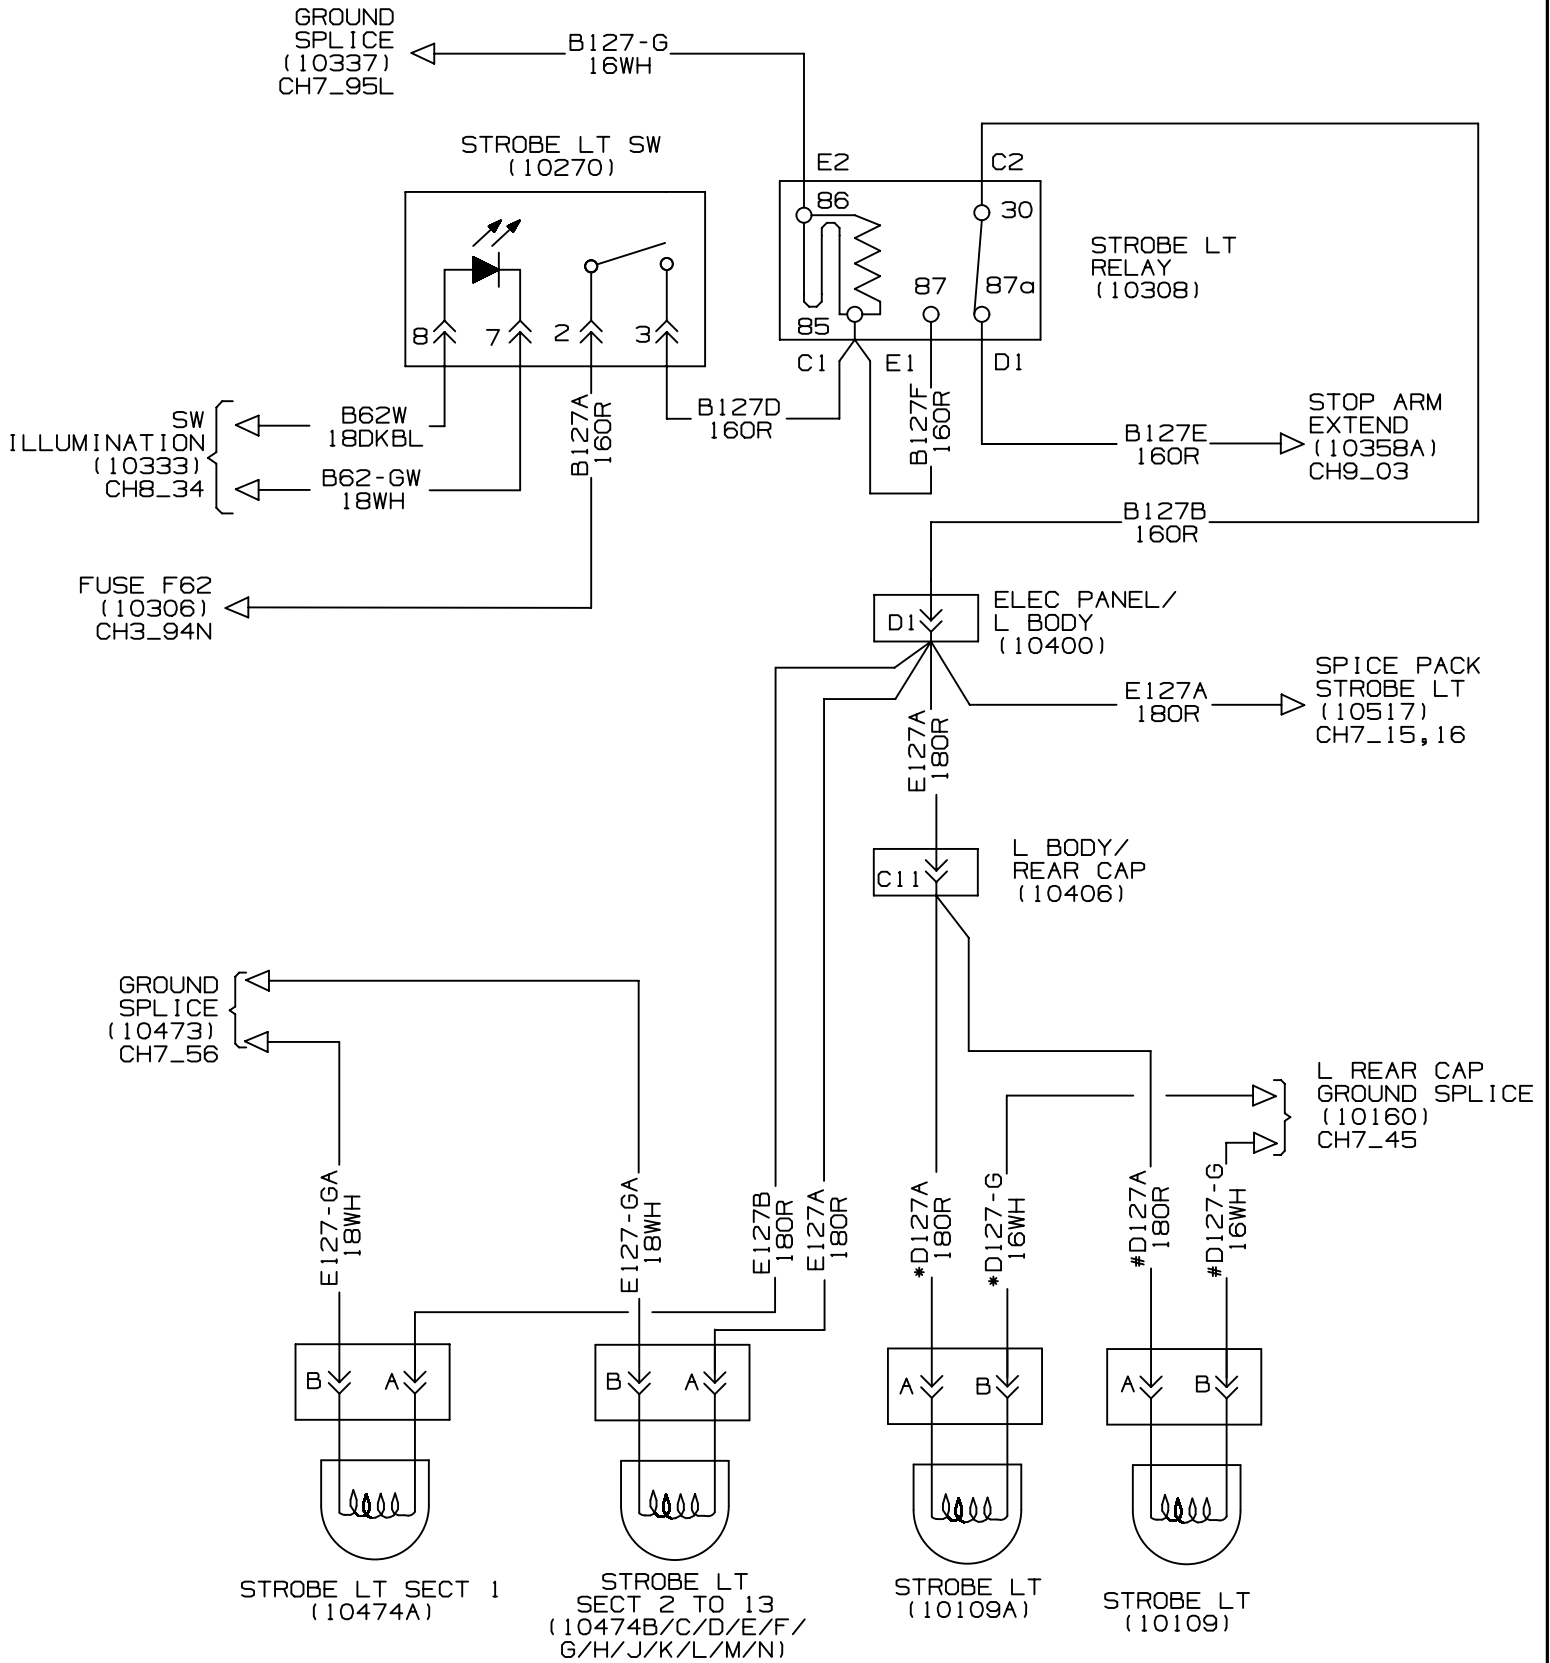 GROUND
SPLICE
(10337)
CH7_95L
B127-G
16WH
STROBE LT SW
(10270)
8
7
2
3
E2
C2
86
30
87
87a
85
C1
E1
D1
STROBE LT
RELAY
(10308)
SW
ILLUMINATION
(10333)
CH8_34
B62W
18DKBL
B62-GW
18WH
B127A
16OR
B127D
16OR
B127F
16OR
B127E
16OR
STOP ARM
EXTEND
(10358A)
CH9_03
B127B
16OR
FUSE F62
(10306)
CH3_94N
D1
ELEC PANEL/
L BODY
(10400)
E127A
18OR
SPICE PACK
STROBE LT
(10517)
CH7_15,16
E127A
18OR
C11
L BODY/
REAR CAP
(10406)
GROUND
SPLICE
(10473)
CH7_56
L REAR CAP
GROUND SPLICE
(10160)
CH7_45
E127-GA
18WH
E127-GA
18WH
E127B
18OR
E127A
18OR
*D127A
18OR
*D127-G
16WH
#D127A
18OR
#D127-G
16WH
B
A
B
A
A
B
A
B
STROBE LT SECT 1
(10474A)
STROBE LT
SECT 2 TO 13
(10474B/C/D/E/F/
G/H/J/K/L/M/N)
STROBE LT
(10109A)
STROBE LT
(10109)